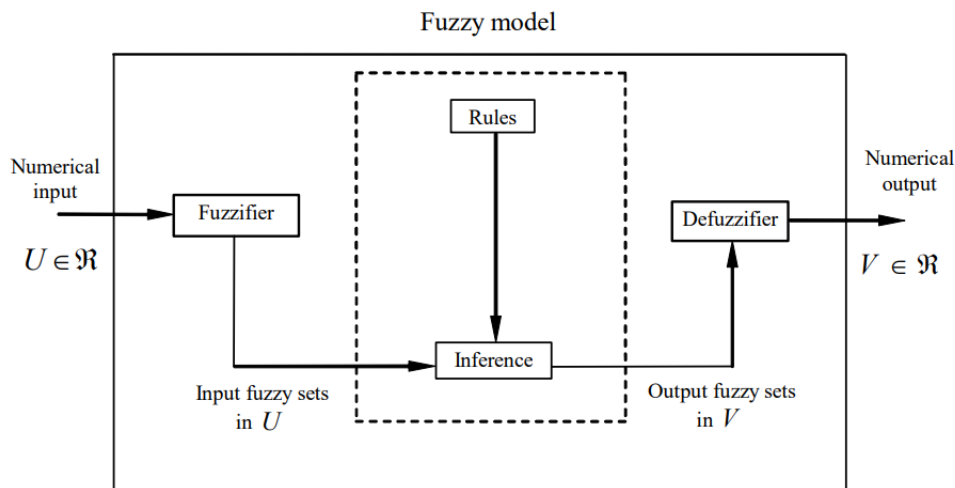 Fuzzy model
Rules
Numerical
input
Fuzzifier
U ∈ ℜ
Numerical
output
Defuzzifier
V ∈ ℜ
Inference
Input fuzzy sets
in U
Output fuzzy sets
in V